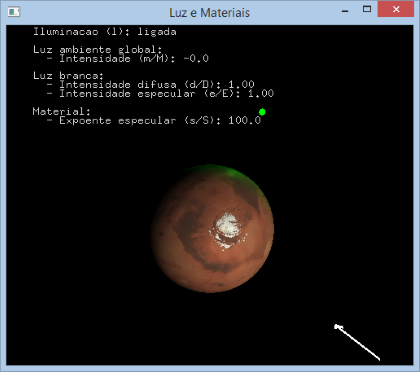 Luz e Materiais
Iluminacao (l): ligada
Luz ambiente global:
- Intensidade (m/M): -0.0
Luz branca:
- Intensidade difusa (d/D): 1.00
- Intensidade especular (e/E): 1.00
Material:
- Expoente especular (s/S): 100.0